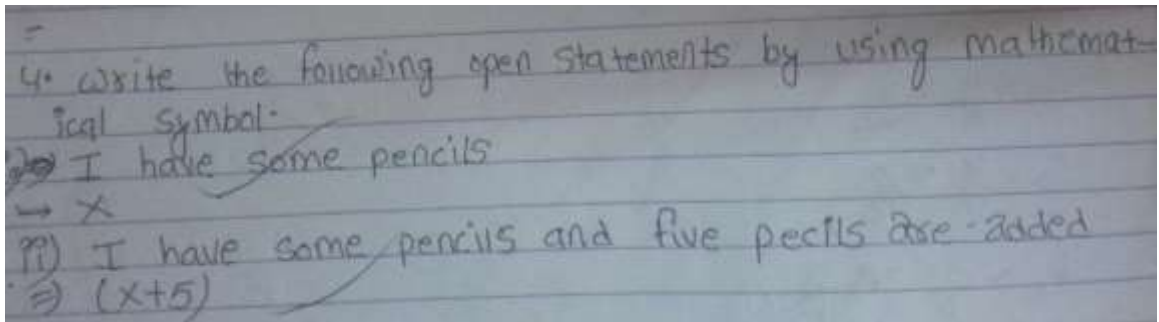 4. Write the following open statements by using mathemat-
ical symbol.
I have some pencils
→ x
ii) I have some pencils and five pecils are added
⇒ (x+5)